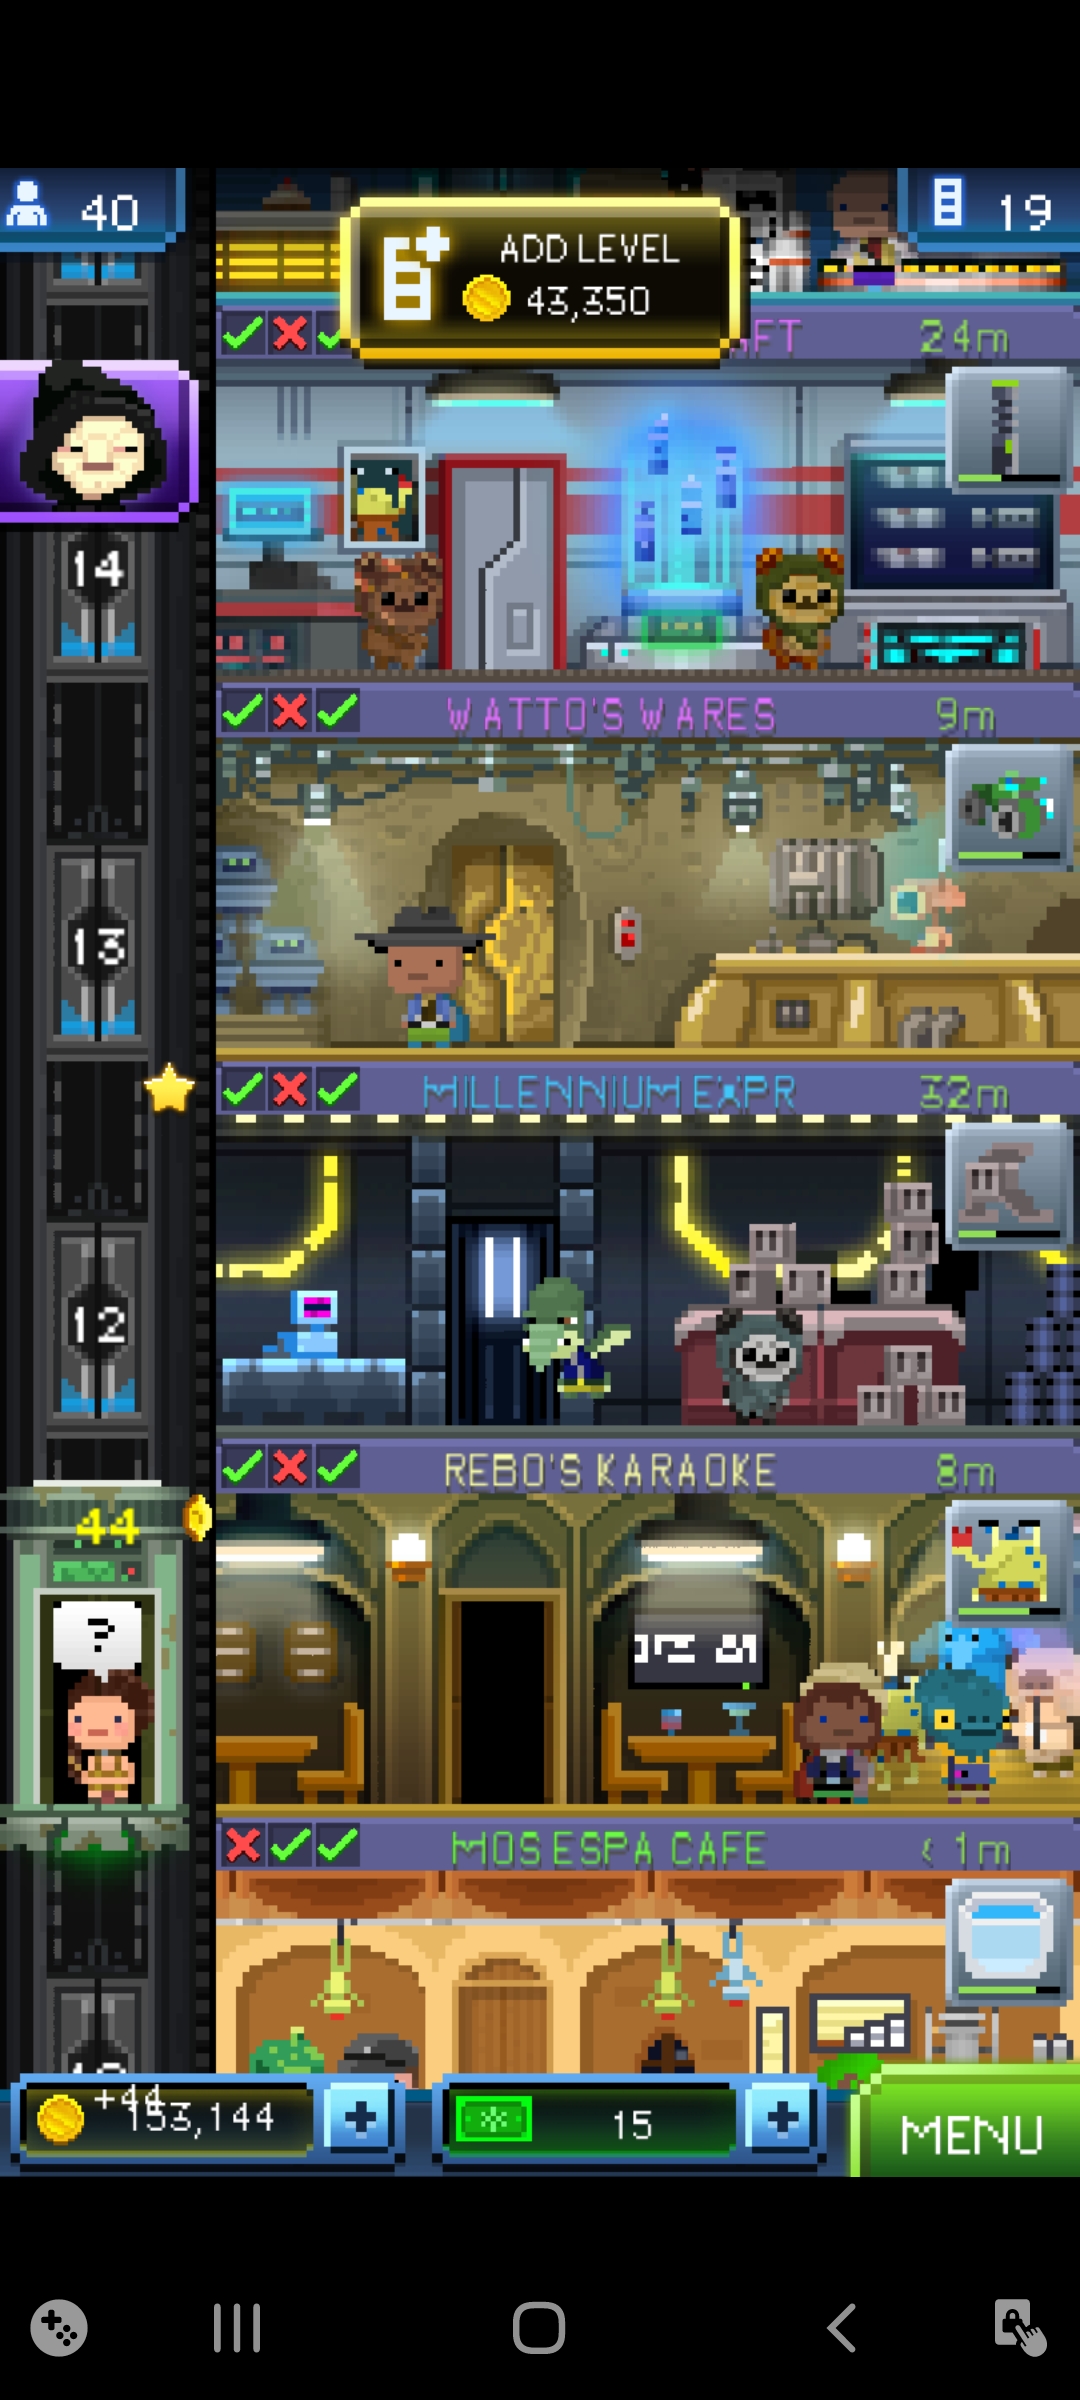 40
ADD LEVEL
43,350
19
AFT 24m
14
WATTO'S WARES 9m
13
MILLENNIUM EXPR 32m
12
REBO'S KARAOKE 8m
44
?
MOS ESPA CAFE < 1m
+44
153,144
15
MENU